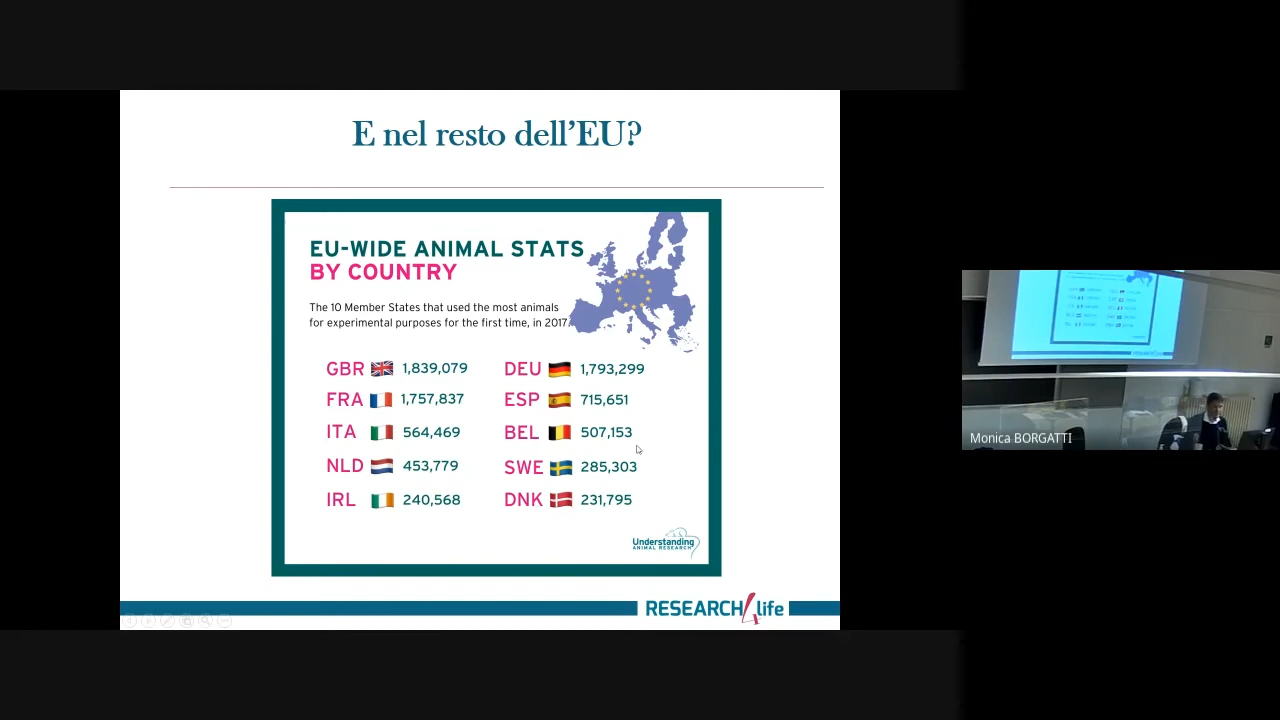 E nel resto dell'EU?
EU-WIDE ANIMAL STATS
BY COUNTRY
The 10 Member States that used the most animals
for experimental purposes for the first time, in 2017.
GBR 1,839,079
DEU 1,793,299
FRA 1,757,837
ESP 715,651
ITA 564,469
BEL 507,153
NLD 453,779
SWE 285,303
IRL 240,568
DNK 231,795
Understanding
ANIMAL RESEARCH
RESEARCH4life
Monica BORGATTI